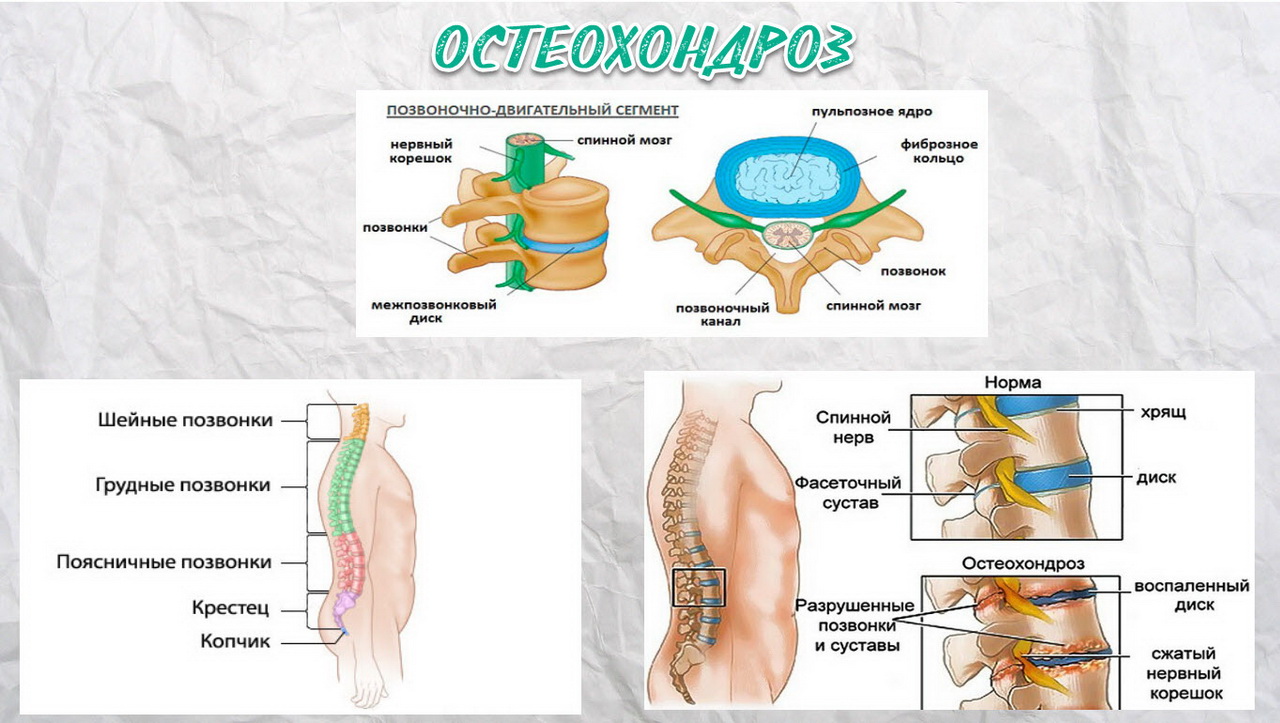 ОСТЕОХОНДРОЗ
ПОЗВОНОЧНО-ДВИГАТЕЛЬНЫЙ СЕГМЕНТ
нервный
корешок
спинной мозг
позвонки
межпозвонковый
диск
пульпозное ядро
фиброзное
кольцо
позвонок
позвоночный
канал
спинной мозг
Шейные позвонки
Грудные позвонки
Поясничные позвонки
Крестец
Копчик
Норма
Спинной
нерв
хрящ
Фасеточный
сустав
диск
Остеохондроз
Разрушенные
позвонки
и суставы
воспаленный
диск
сжатый
нервный
корешок